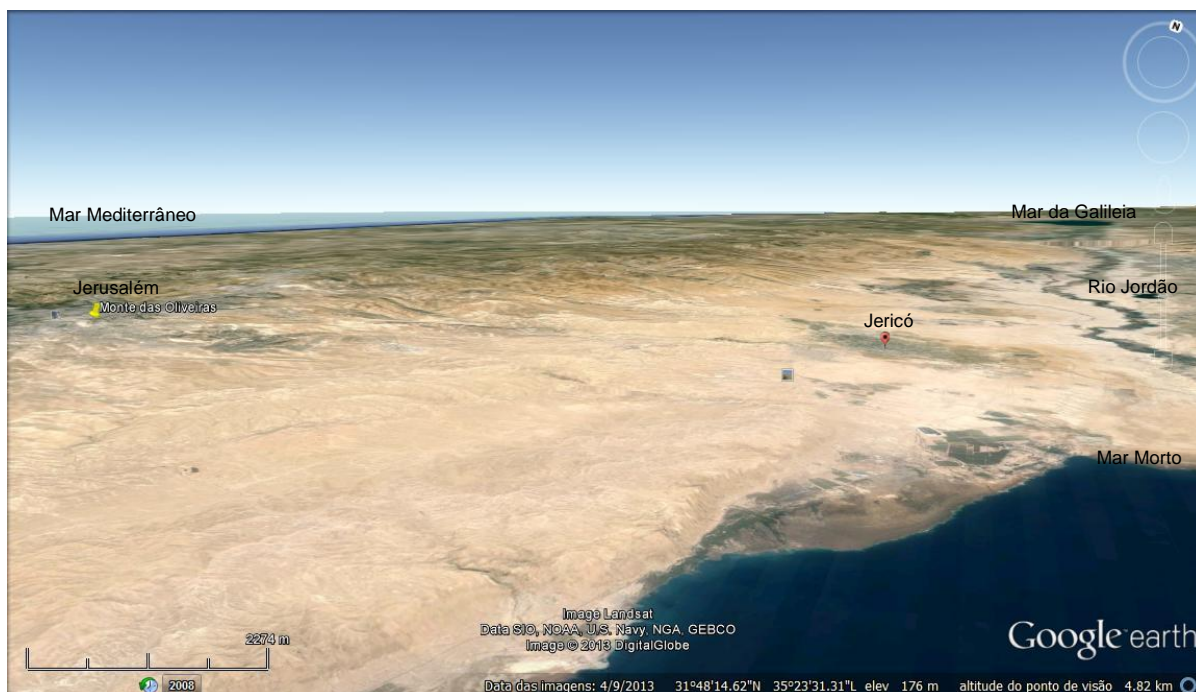 N
Mar Mediterrâneo
Mar da Galileia
Jerusalém
Monte das Oliveiras
Rio Jordão
Jericó
Mar Morto
Image Landsat
Data SIO, NOAA, U.S. Navy, NGA, GEBCO
Image © 2013 DigitalGlobe
2274 m
Google earth
2008
Data das imagens: 4/9/2013 31°48'14.62"N 35°23'31.31"L elev 176 m altitude do ponto de visão 4.82 km